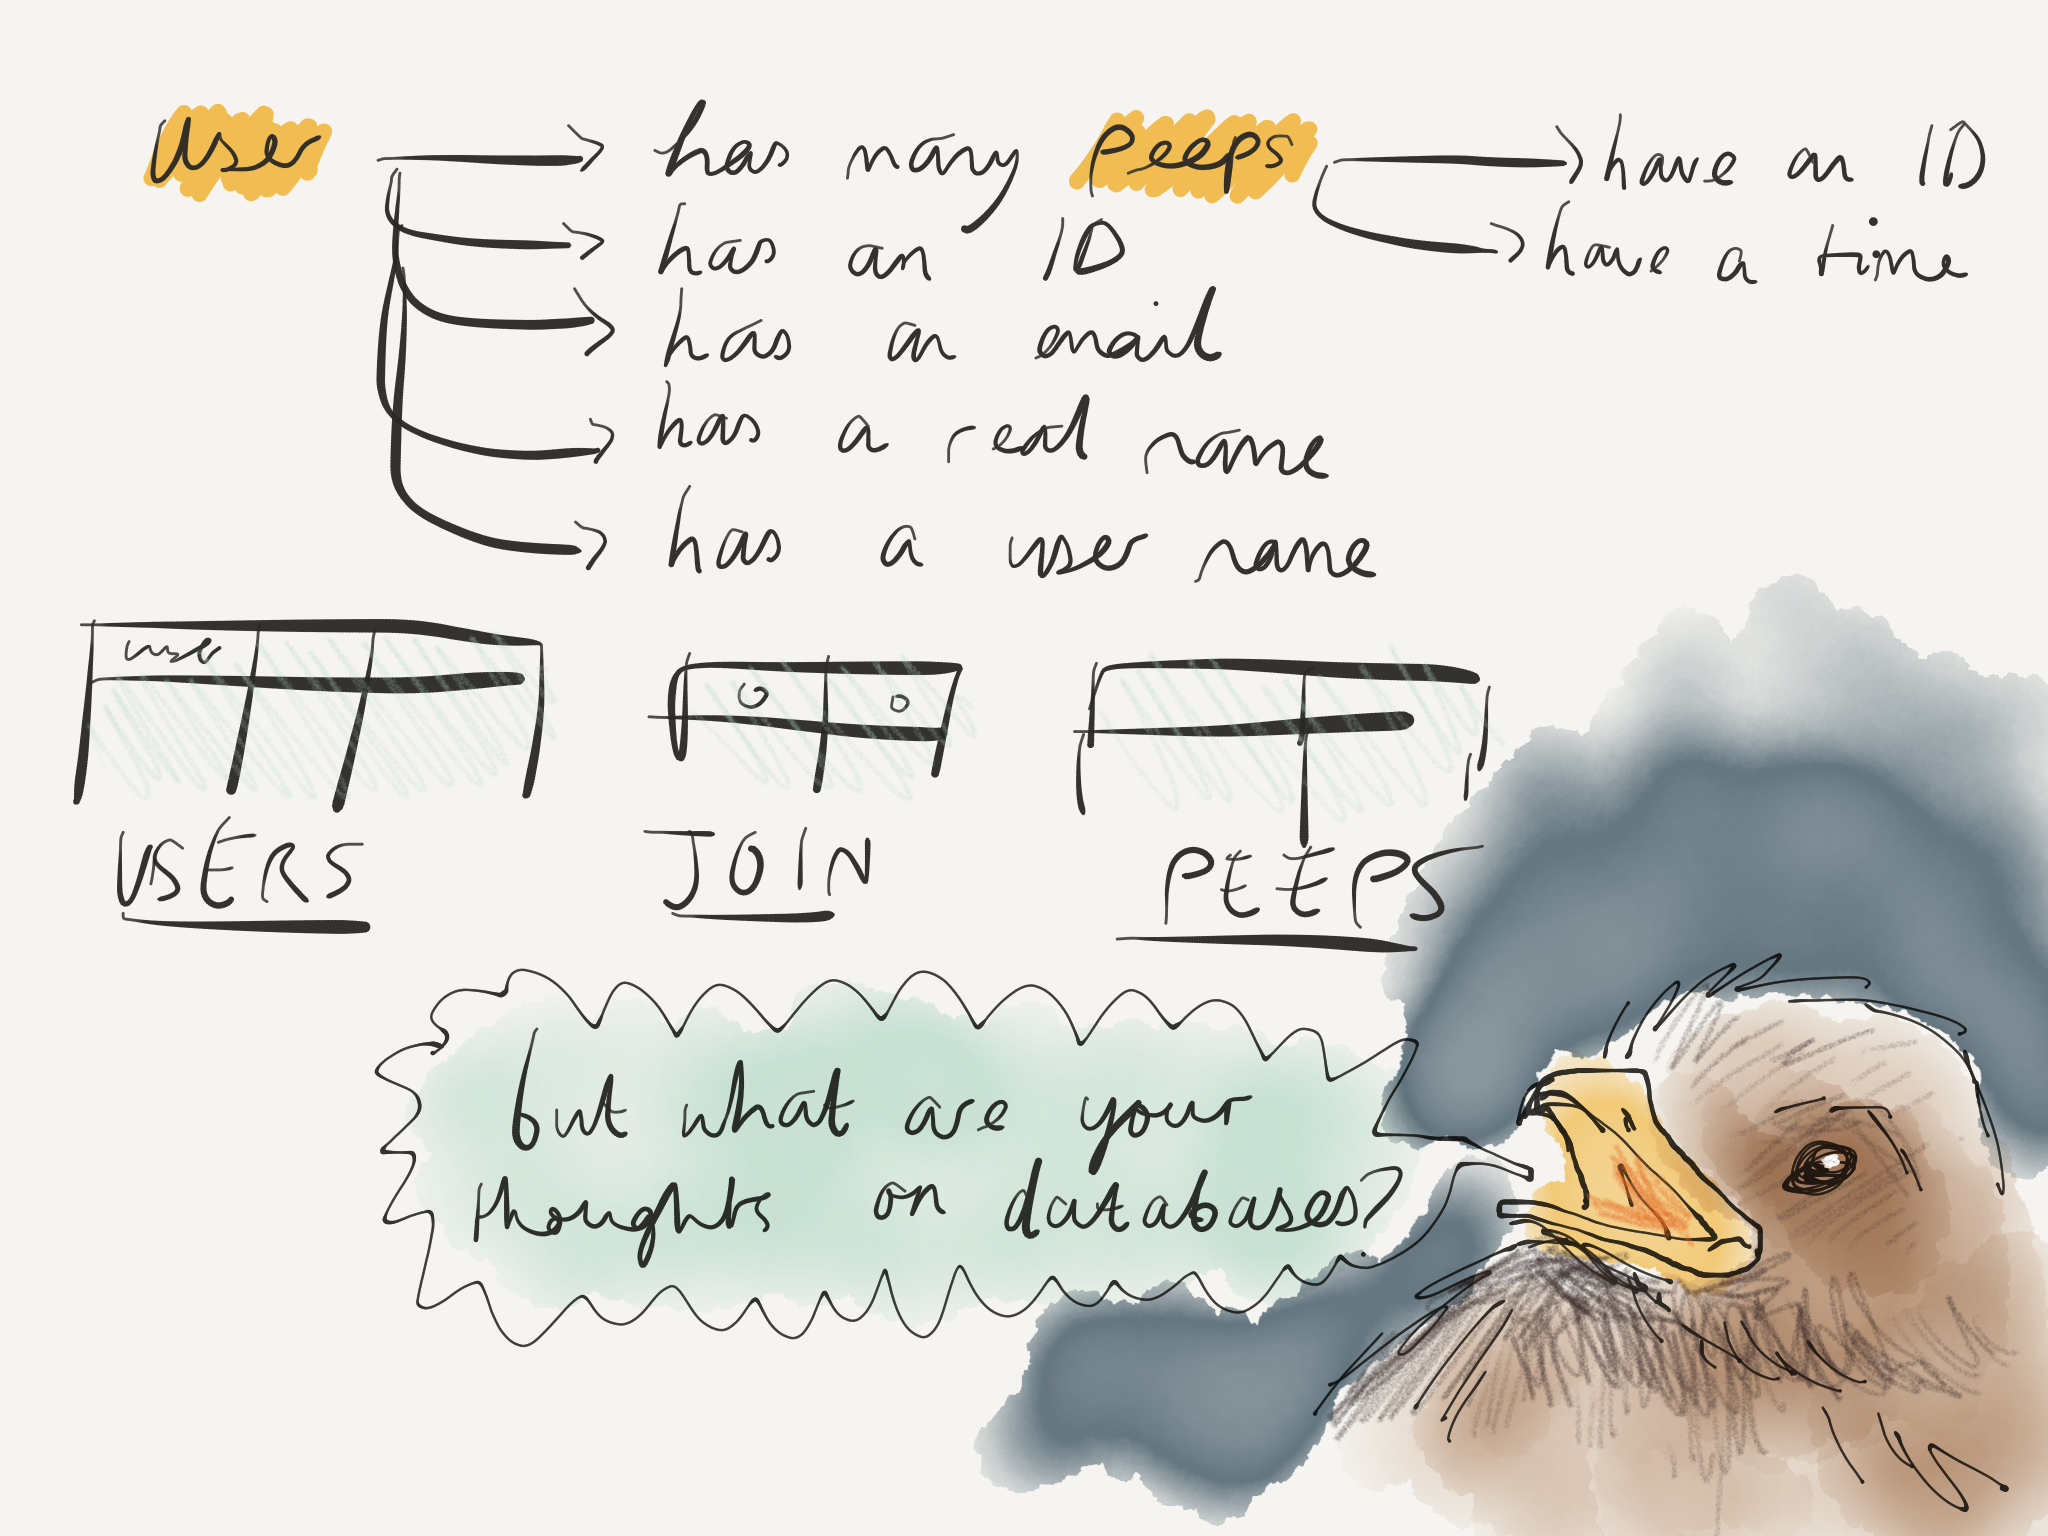 User has many peeps have an ID
has an ID have a time
has an email
has a real name
has a user name
user
USERS JOIN PEEPS
but what are your
thoughts on databases?